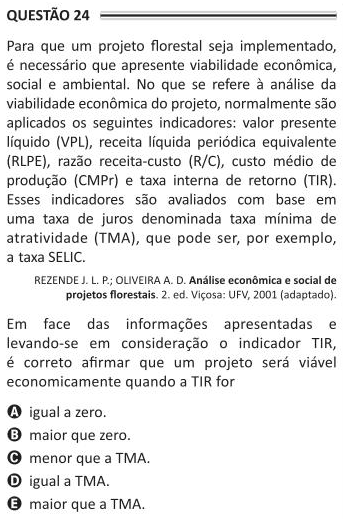 QUESTÃO 24
Para que um projeto florestal seja implementado,
é necessário que apresente viabilidade econômica,
social e ambiental. No que se refere à análise da
viabilidade econômica do projeto, normalmente são
aplicados os seguintes indicadores: valor presente
líquido (VPL), receita líquida periódica equivalente
(RLPE), razão receita-custo (R/C), custo médio de
produção (CMPr) e taxa interna de retorno (TIR).
Esses indicadores são avaliados com base em
uma taxa de juros denominada taxa mínima de
atratividade (TMA), que pode ser, por exemplo,
a taxa SELIC.
REZENDE J. L. P.; OLIVEIRA A. D. Análise econômica e social de
projetos florestais. 2. ed. Viçosa: UFV, 2001 (adaptado).
Em face das informações apresentadas e
levando-se em consideração o indicador TIR,
é correto afirmar que um projeto será viável
economicamente quando a TIR for
A igual a zero.
B maior que zero.
C menor que a TMA.
D igual a TMA.
E maior que a TMA.